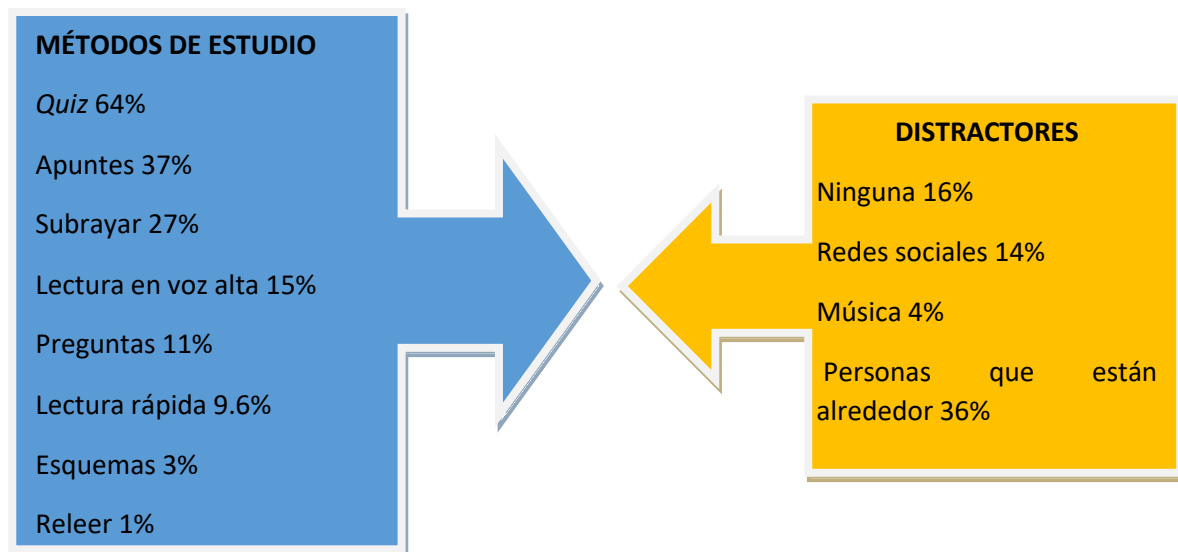 MÉTODOS DE ESTUDIO
Quiz 64%
Apuntes 37%
Subrayar 27%
Lectura en voz alta 15%
Preguntas 11%
Lectura rápida 9.6%
Esquemas 3%
Releer 1%
DISTRACTORES
Ninguna 16%
Redes sociales 14%
Música 4%
Personas que están
alrededor 36%